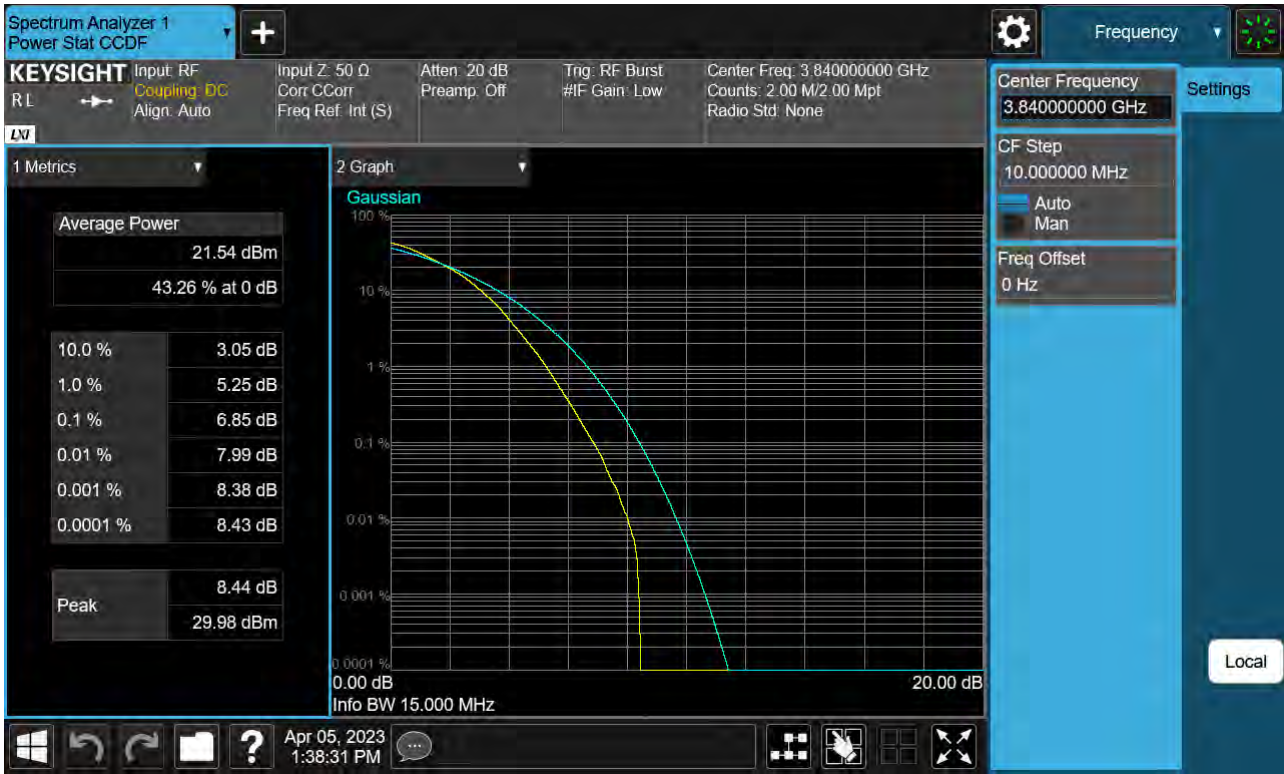 Spectrum Analyzer 1
Power Stat CCDF
+
Frequency
KEYSIGHT
RL
LXI
Input: RF
Coupling: DC
Align: Auto
Input Z: 50 Ω
Corr CCorr
Freq Ref: Int (S)
Atten: 20 dB
Preamp: Off
Trig: RF Burst
#IF Gain: Low
Center Freq: 3.840000000 GHz
Counts: 2.00 M/2.00 Mpt
Radio Std: None
Center Frequency
3.840000000 GHz
Settings
CF Step
10.000000 MHz
Auto
Man
Freq Offset
0 Hz
1 Metrics
Average Power
21.54 dBm
43.26 % at 0 dB
10.0 % 3.05 dB
1.0 % 5.25 dB
0.1 % 6.85 dB
0.01 % 7.99 dB
0.001 % 8.38 dB
0.0001 % 8.43 dB
Peak
8.44 dB
29.98 dBm
2 Graph
Gaussian
100 %
10 %
1 %
0.1 %
0.01 %
0.001 %
0.0001 %
0.00 dB 20.00 dB
Info BW 15.000 MHz
Local
?
Apr 05, 2023
1:38:31 PM